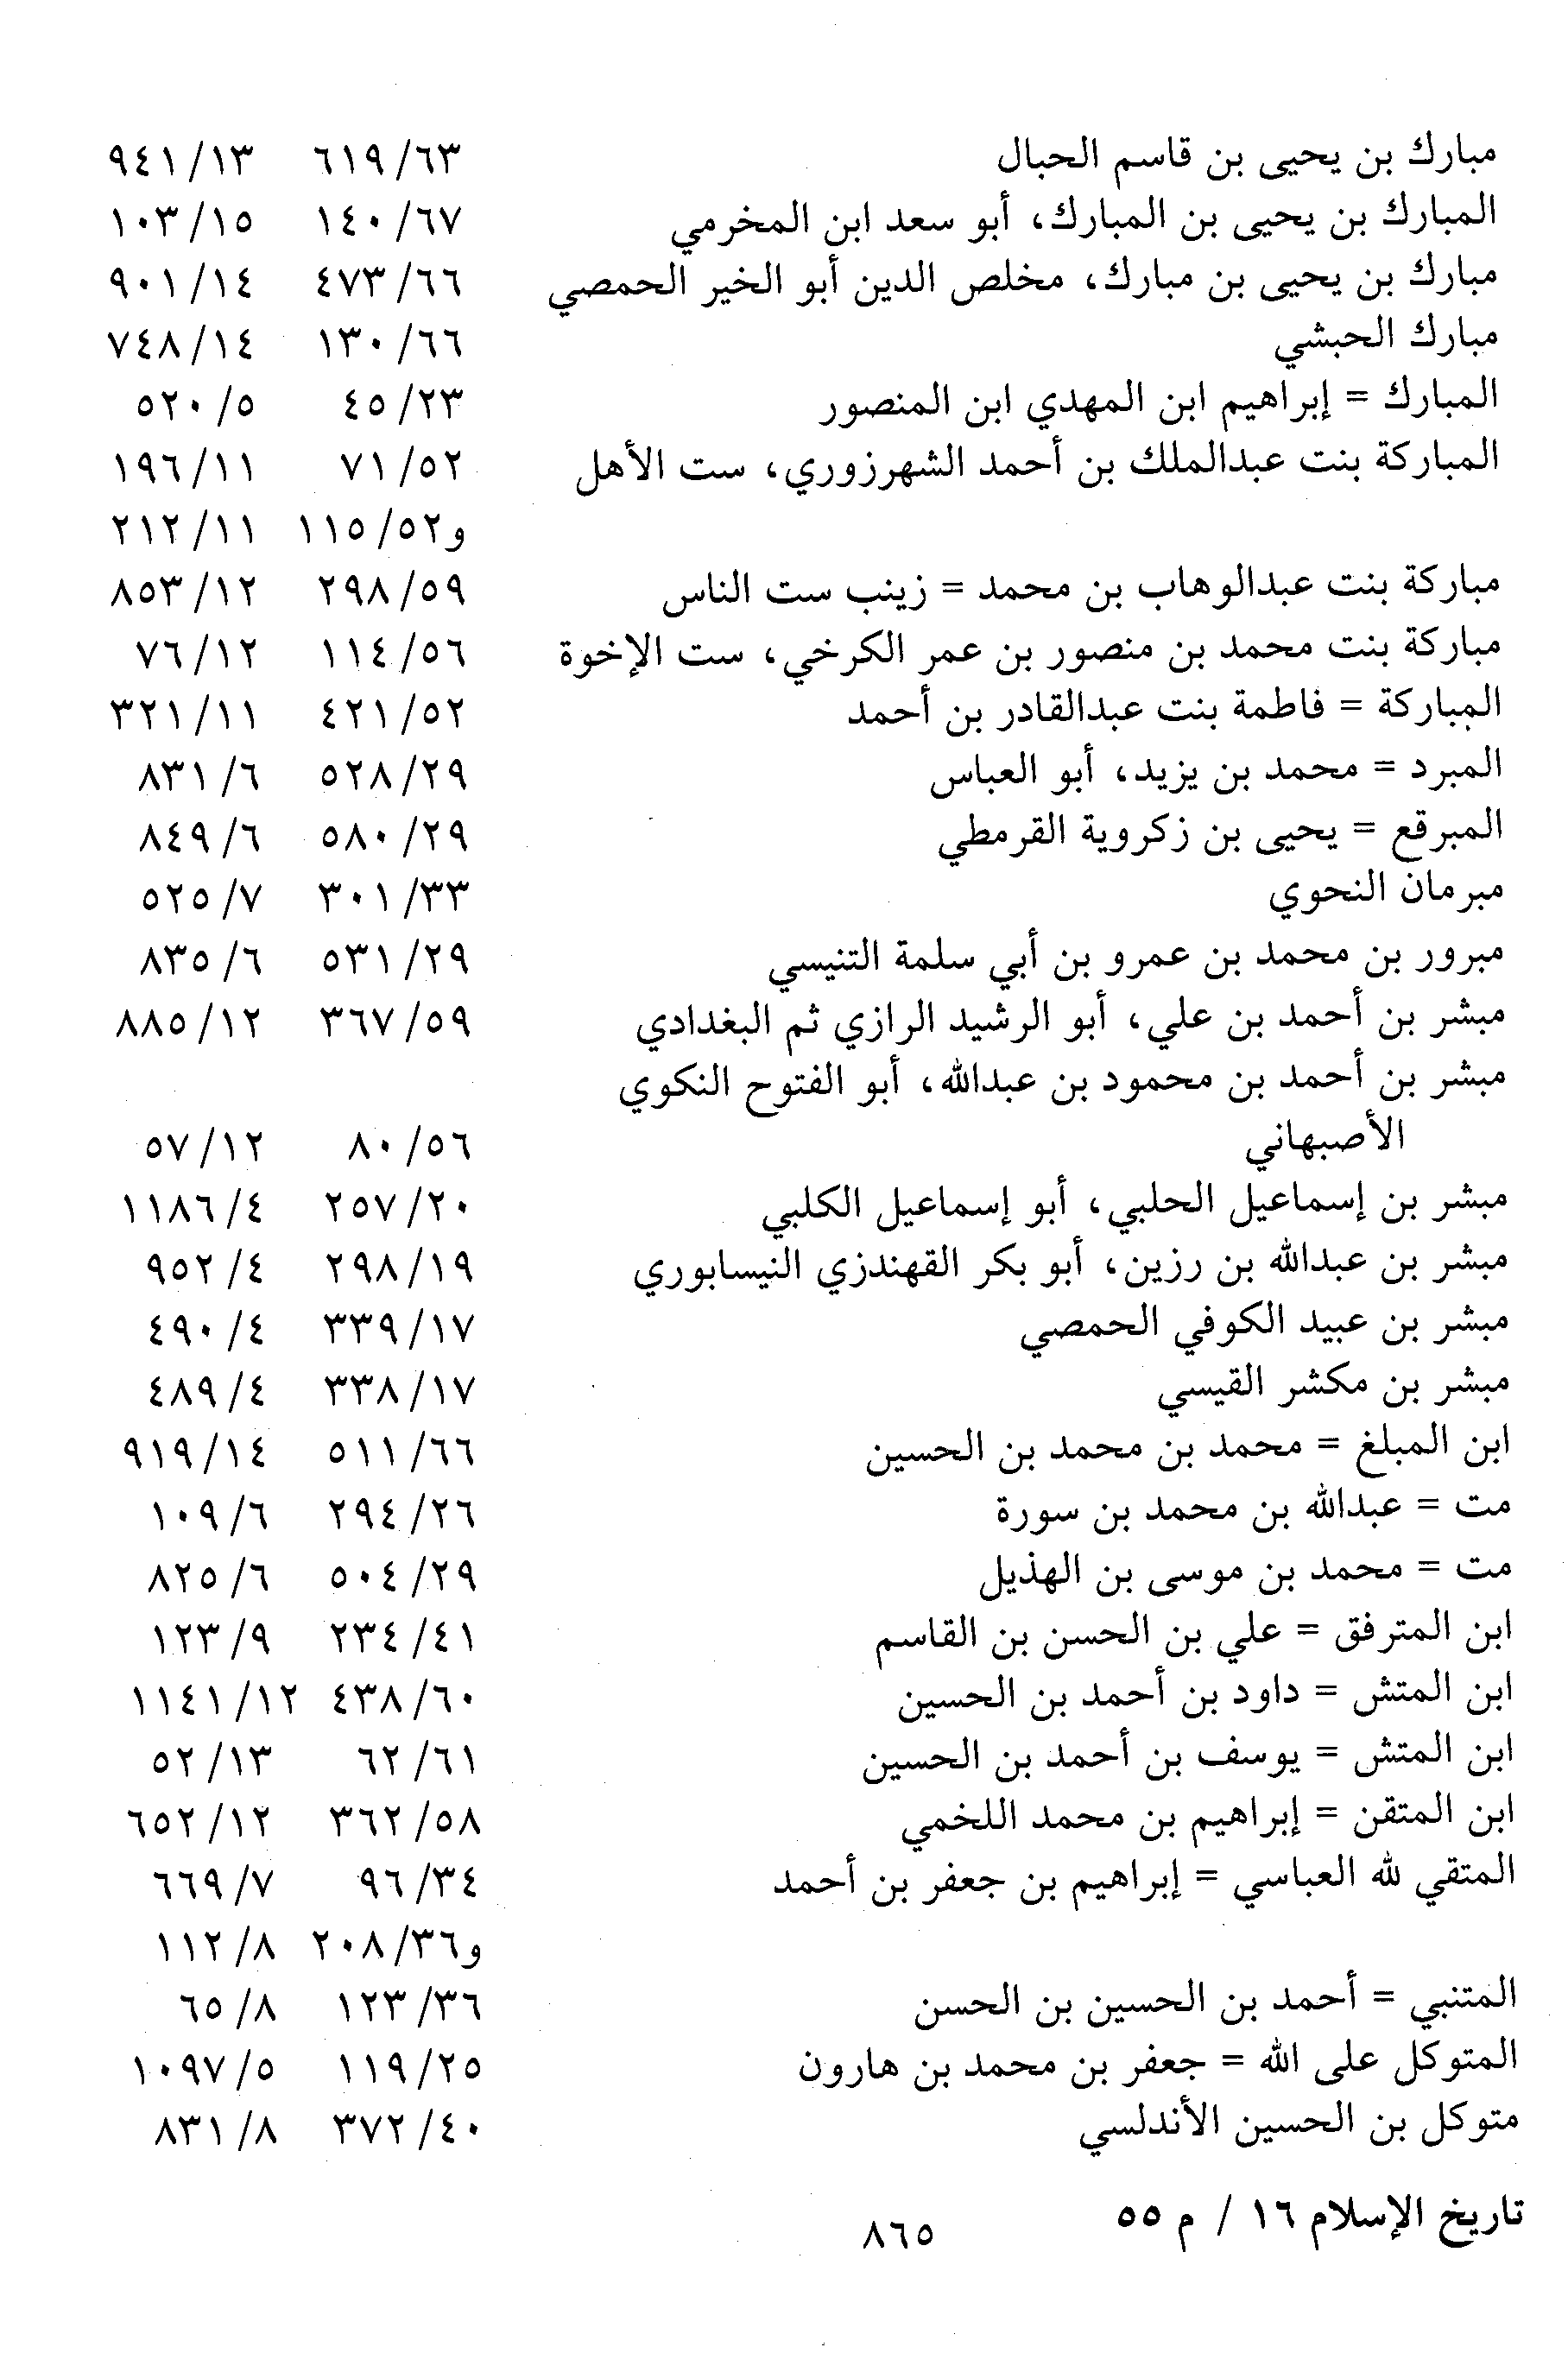 مبارك بن يحيى بن قاسم الحبال ٦١٩/٦٣ ٩٤١/١٣
المبارك بن يحيى بن المبارك، أبو سعد ابن المخرمي ١٤٠/٦٧ ١٠٣/١٥
مبارك بن يحيى بن مبارك، مخلص الدين أبو الخير الحمصي ٤٧٣/٦٦ ٩٠١/١٤
مبارك الحبشي ١٣٠/٦٦ ٧٤٨/١٤
المبارك = إبراهيم ابن المهدي ابن المنصور ٤٥/٢٣ ٥٢٠/٥
المباركة بنت عبدالملك بن أحمد الشهرزوري، ست الأهل ٧١/٥٢ ١٩٦/١١
و١١٥/٥٢ ٢١٢/١١
مباركة بنت عبدالوهاب بن محمد = زينب ست الناس ٢٩٨/٥٩ ٨٥٣/١٢
مباركة بنت محمد بن منصور بن عمر الكرخي، ست الإخوة ١١٤/٥٦ ٧٦/١٢
المباركة = فاطمة بنت عبدالقادر بن أحمد ٤٢١/٥٢ ٣٢١/١١
المبرد = محمد بن يزيد، أبو العباس ٥٢٨/٢٩ ٨٣١/٦
المبرقع = يحيى بن زكروية القرمطي ٥٨٠/٢٩ ٨٤٩/٦
مبرمان النحوي ٣٠١/٣٣ ٥٢٥/٧
مبرور بن محمد بن عمرو بن أبي سلمة التنيسي ٥٣١/٢٩ ٨٣٥/٦
مبشر بن أحمد بن علي، أبو الرشيد الرازي ثم البغدادي ٣٦٧/٥٩ ٨٨٥/١٢
مبشر بن أحمد بن محمود بن عبدالله، أبو الفتوح النكوي
الأصبهاني ٨٠/٥٦ ٥٧/١٢
مبشر بن إسماعيل الحلبي، أبو إسماعيل الكلبي ٢٥٧/٢٠ ١١٨٦/٤
مبشر بن عبدالله بن رزين، أبو بكر القهندزي النيسابوري ٢٩٨/١٩ ٩٥٢/٤
مبشر بن عبيد الكوفي الحمصي ٣٣٩/١٧ ٤٩٠/٤
مبشر بن مكشر القيسي ٣٣٨/١٧ ٤٨٩/٤
ابن المبلغ = محمد بن محمد بن الحسين ٥١١/٦٦ ٩١٩/١٤
مت = عبدالله بن محمد بن سورة ٢٩٤/٢٦ ١٠٩/٦
مت = محمد بن موسى بن الهذيل ٥٠٤/٢٩ ٨٢٥/٦
ابن المترفق = علي بن الحسن بن القاسم ٢٣٤/٤١ ١٢٣/٩
ابن المتش = داود بن أحمد بن الحسين ٤٣٨/٦٠ ١١٤١/١٢
ابن المتش = يوسف بن أحمد بن الحسين ٦٢/٦١ ٥٢/١٣
ابن المتقن = إبراهيم بن محمد اللخمي ٣٦٢/٥٨ ٦٥٢/١٢
المتقي لله العباسي = إبراهيم بن جعفر بن أحمد ٩٦/٣٤ ٦٦٩/٧
و٢٠٨/٣٦ ١١٢/٨
المتنبي = أحمد بن الحسين بن الحسن ١٢٣/٣٦ ٦٥/٨
المتوكل على الله = جعفر بن محمد بن هارون ١١٩/٢٥ ١٠٩٧/٥
متوكل بن الحسين الأندلسي ٣٧٢/٤٠ ٨٣١/٨
تاريخ الإسلام ١٦ / م ٥٥
٨٦٥